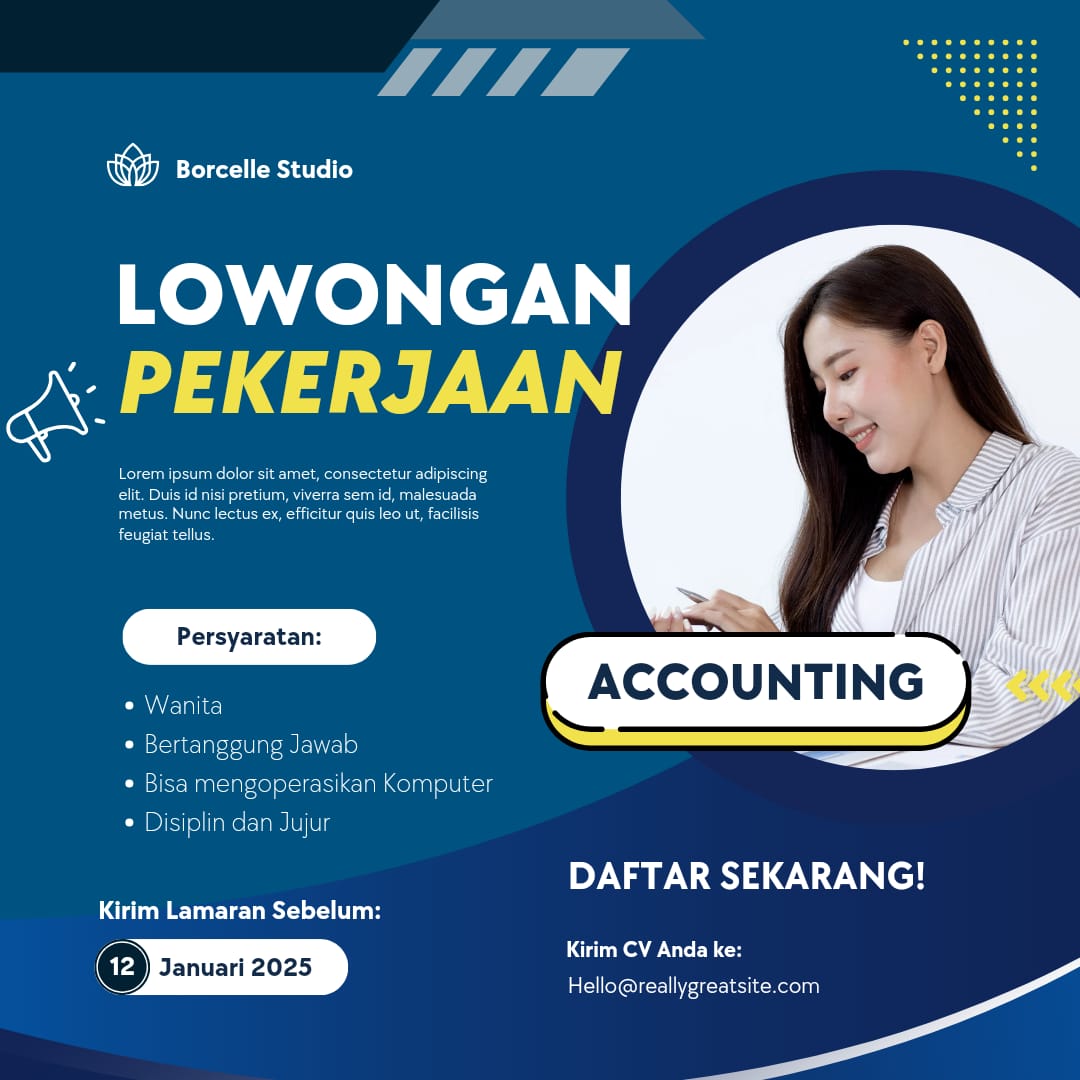 Borcelle Studio
LOWONGAN
PEKERJAAN
Lorem ipsum dolor sit amet, consectetur adipiscing
elit. Duis id nisi pretium, viverra sem id, malesuada
metus. Nunc lectus ex, efficitur quis leo ut, facilisis
feugiat tellus.
Persyaratan:
• Wanita
• Bertanggung Jawab
• Bisa mengoperasikan Komputer
• Disiplin dan Jujur
ACCOUNTING
Kirim Lamaran Sebelum:
12 Januari 2025
DAFTAR SEKARANG!
Kirim CV Anda ke:
Hello@reallygreatsite.com